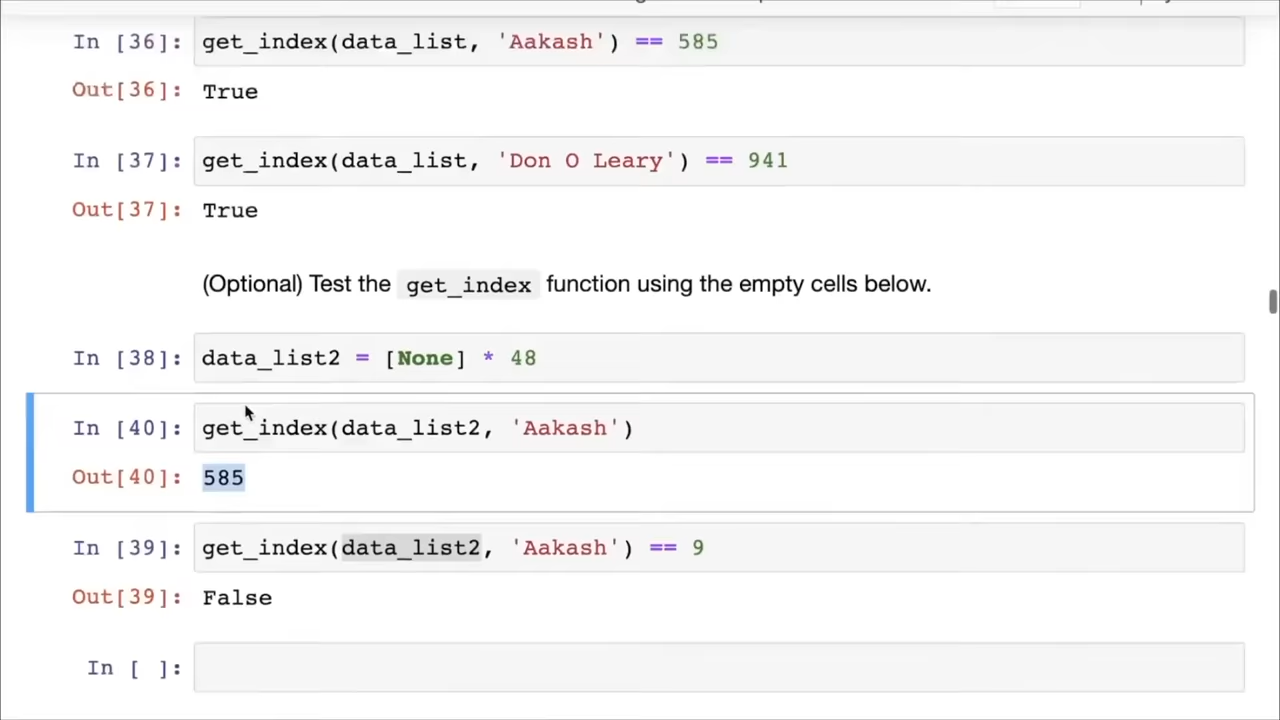 In [36]: get_index(data_list, 'Aakash') == 585
Out[36]: True
In [37]: get_index(data_list, 'Don O Leary') == 941
Out[37]: True
(Optional) Test the get_index function using the empty cells below.
In [38]: data_list2 = [None] * 48
In [40]: get_index(data_list2, 'Aakash')
Out[40]: 585
In [39]: get_index(data_list2, 'Aakash') == 9
Out[39]: False
In [ ]: